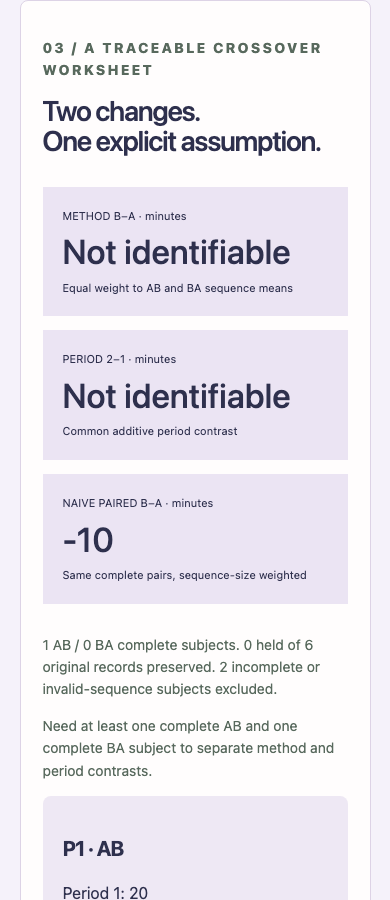 03 / A TRACEABLE CROSSOVER
WORKSHEET
Two changes.
One explicit assumption.
METHOD B−A · minutes
Not identifiable
Equal weight to AB and BA sequence means
PERIOD 2−1 · minutes
Not identifiable
Common additive period contrast
NAIVE PAIRED B−A · minutes
-10
Same complete pairs, sequence-size weighted
1 AB / 0 BA complete subjects. 0 held of 6
original records preserved. 2 incomplete or
invalid-sequence subjects excluded.
Need at least one complete AB and one
complete BA subject to separate method and
period contrasts.
P1 · AB
Period 1: 20